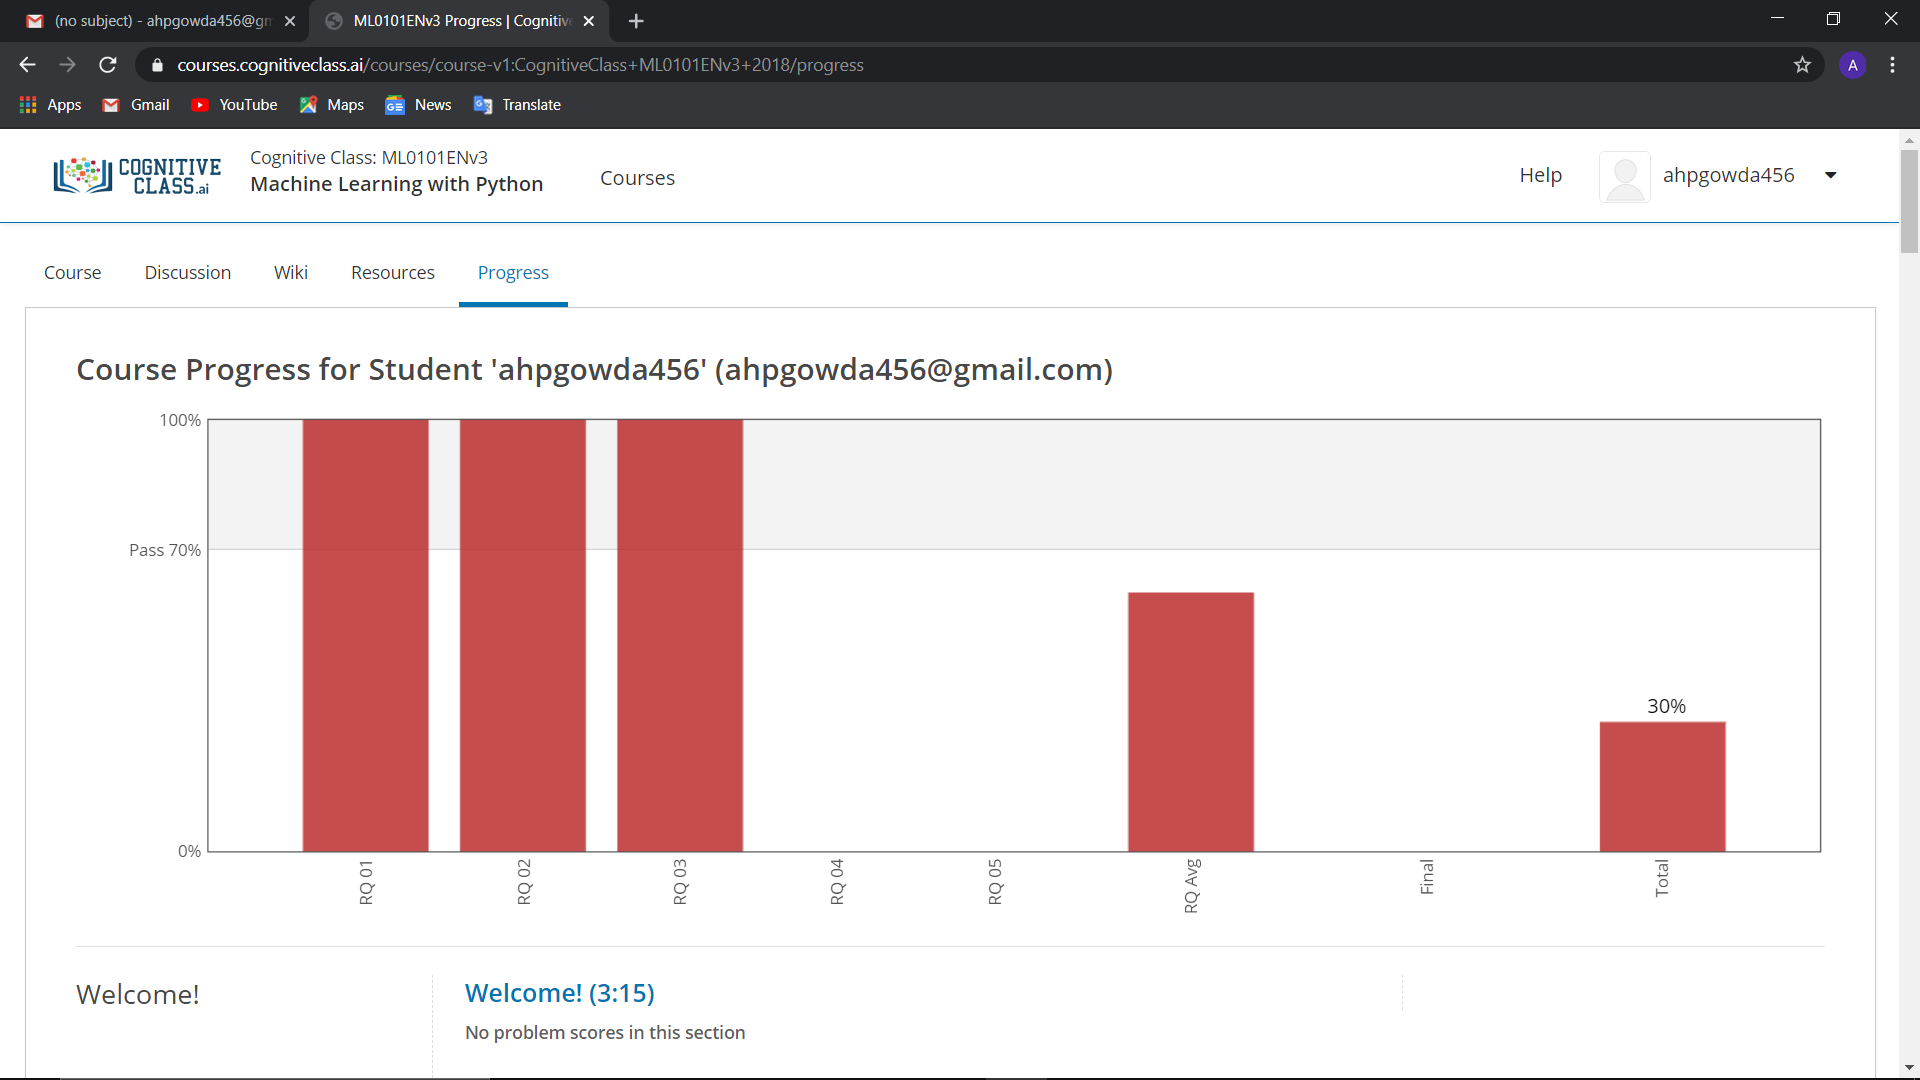 (no subject) - ahpgowda456@gm
ML0101ENv3 Progress | Cognitive
courses.cognitiveclass.ai/courses/course-v1:CognitiveClass+ML0101ENv3+2018/progress
A
Apps Gmail YouTube Maps News Translate
COGNITIVE
CLASS.ai
Cognitive Class: ML0101ENv3
Machine Learning with Python
Courses
Help
ahpgowda456
Course Discussion Wiki Resources Progress
Course Progress for Student 'ahpgowda456' (ahpgowda456@gmail.com)
100%
Pass 70%
30%
0%
RQ 01
RQ 02
RQ 03
RQ 04
RQ 05
RQ Avg
Final
Total
Welcome!
Welcome! (3:15)
No problem scores in this section